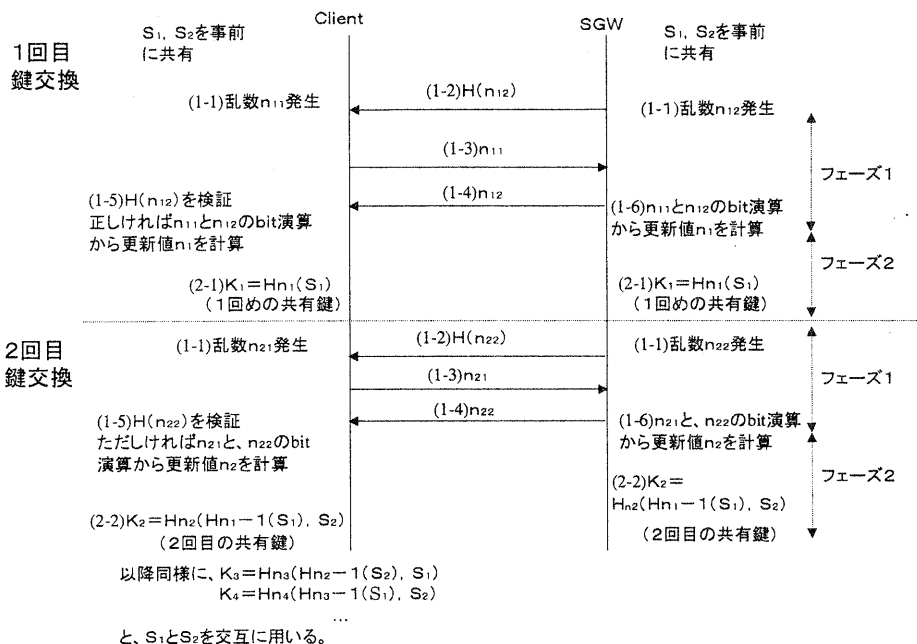 Client
SGW
S₁, S₂を事前
に共有
S₁, S₂を事前
に共有
1回目
鍵交換
(1-1)乱数n₁₁発生
(1-2)H(n₁₂)
(1-1)乱数n₁₂発生
(1-3)n₁₁
フェーズ1
(1-4)n₁₂
(1-5)H(n₁₂)を検証
正しければn₁₁とn₁₂のbit演算
から更新値n₁を計算
(1-6)n₁₁とn₁₂のbit演算
から更新値n₁を計算
フェーズ2
(2-1)K₁=Hn₁(S₁)
(1回めの共有鍵)
(2-1)K₁=Hn₁(S₁)
(1回めの共有鍵)
2回目
鍵交換
(1-1)乱数n₂₁発生
(1-2)H(n₂₂)
(1-1)乱数n₂₂発生
(1-3)n₂₁
フェーズ1
(1-4)n₂₂
(1-5)H(n₂₂)を検証
ただしければn₂₁と、n₂₂のbit
演算から更新値n₂を計算
(1-6)n₂₁と、n₂₂のbit演算
から更新値n₂を計算
フェーズ2
(2-2)K₂=
Hn₂(Hn₁-1(S₁), S₂)
(2回目の共有鍵)
(2-2)K₂=Hn₂(Hn₁-1(S₁), S₂)
(2回目の共有鍵)
以降同様に、K₃=Hn₃(Hn₂-1(S₂), S₁)
K₄=Hn₄(Hn₃-1(S₁), S₂)
…
と、S₁とS₂を交互に用いる。